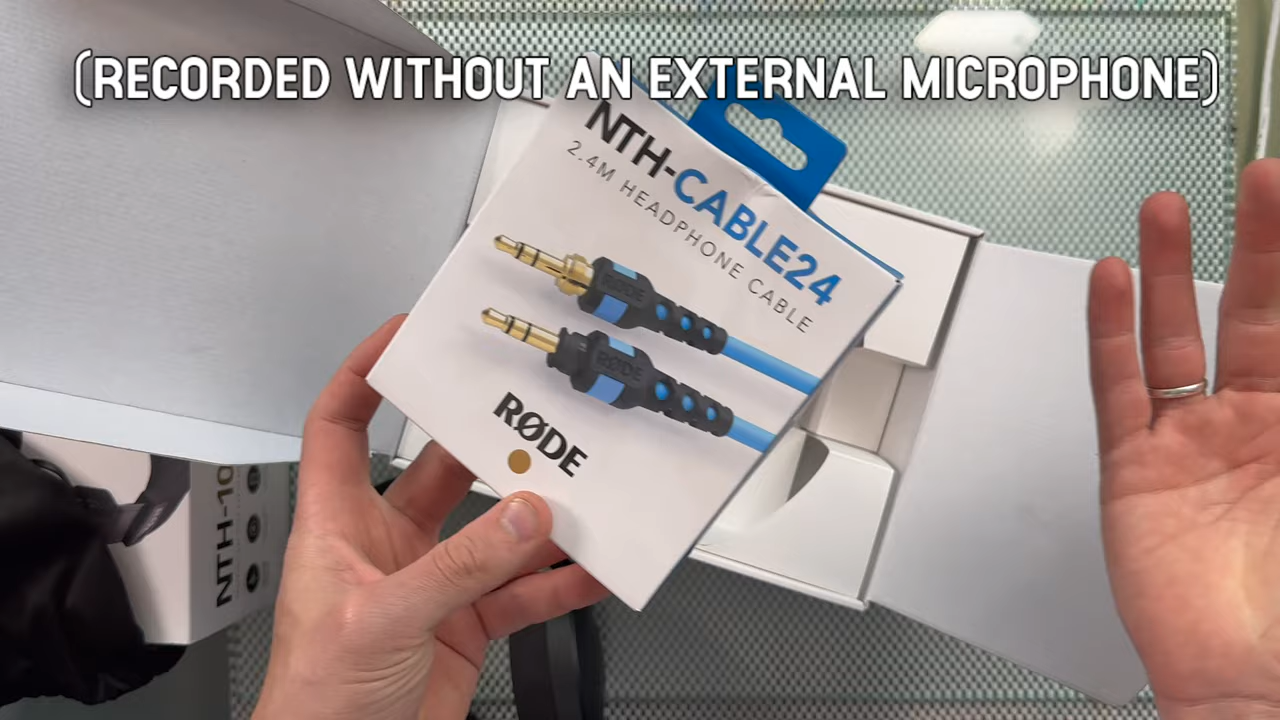 (RECORDED WITHOUT AN EXTERNAL MICROPHONE)
NTH-CABLE24
2.4M HEADPHONE CABLE
RØDE
RØDE
RØDE
NTH-10